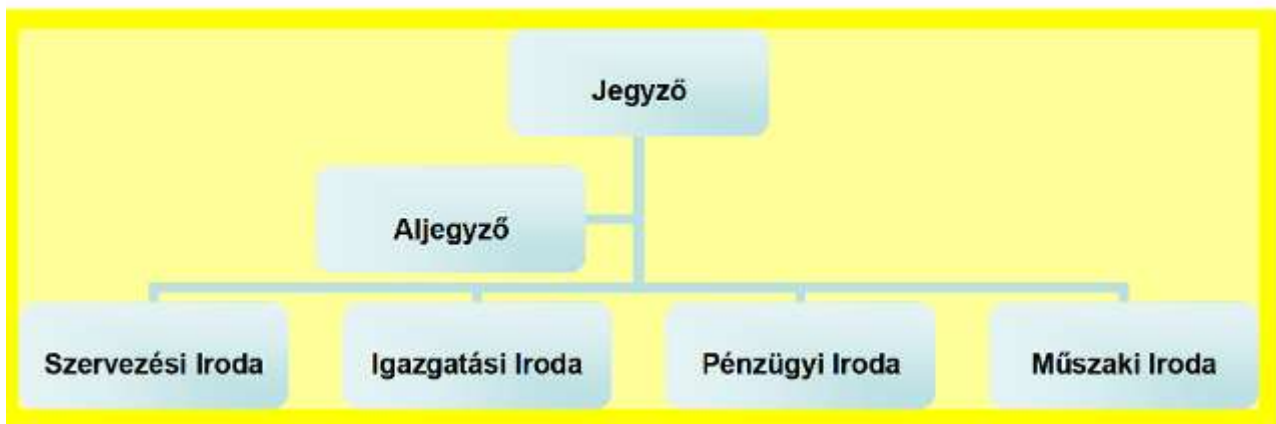 Jegyző
Aljegyző
Szervezési Iroda
Igazgatási Iroda
Pénzügyi Iroda
Műszaki Iroda